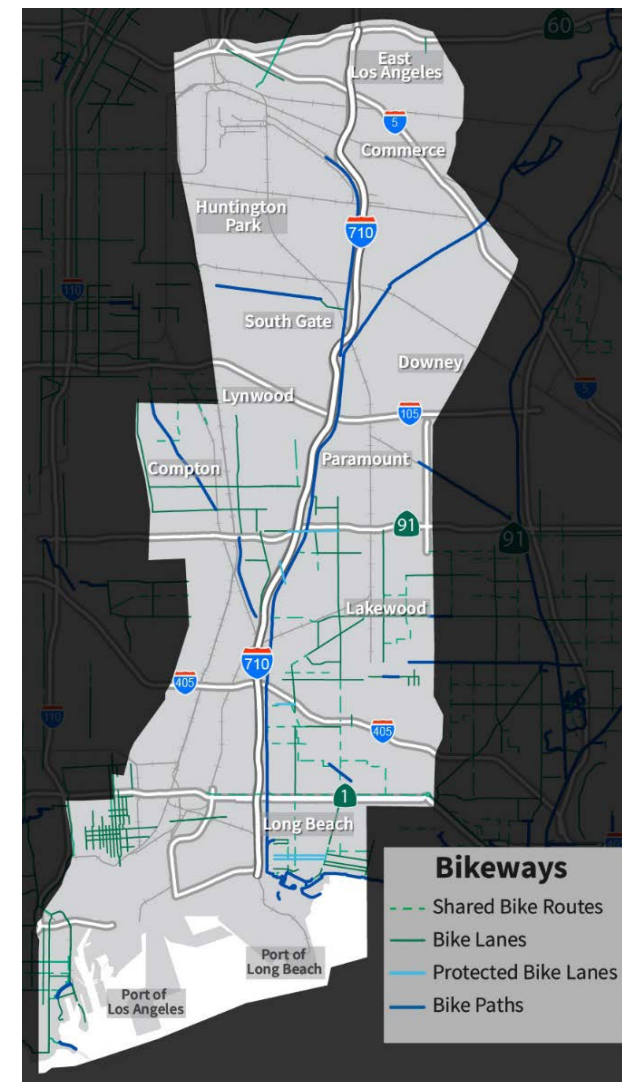 60
East
Los Angeles
5
Commerce
Huntington
Park
710
110
South Gate
Downey
5
Lynwood
105
Compton
Paramount
91
91
Lakewood
710
405
110
405
1
Long Beach
Bikeways
Shared Bike Routes
Bike Lanes
Protected Bike Lanes
Bike Paths
Port of
Long Beach
Port of
Los Angeles